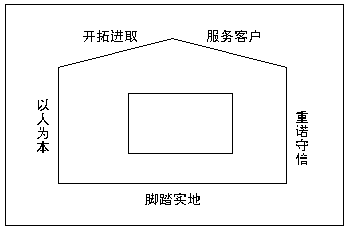 开拓进取
服务客户
以人为本
重诺守信
脚踏实地